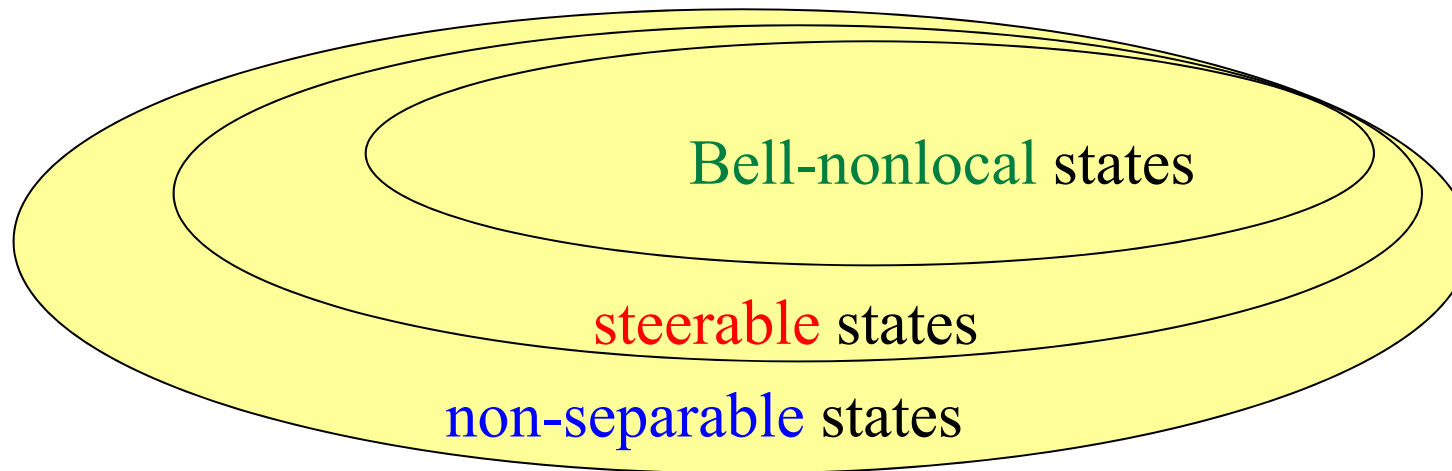 Bell-nonlocal states
steerable states
non-separable states